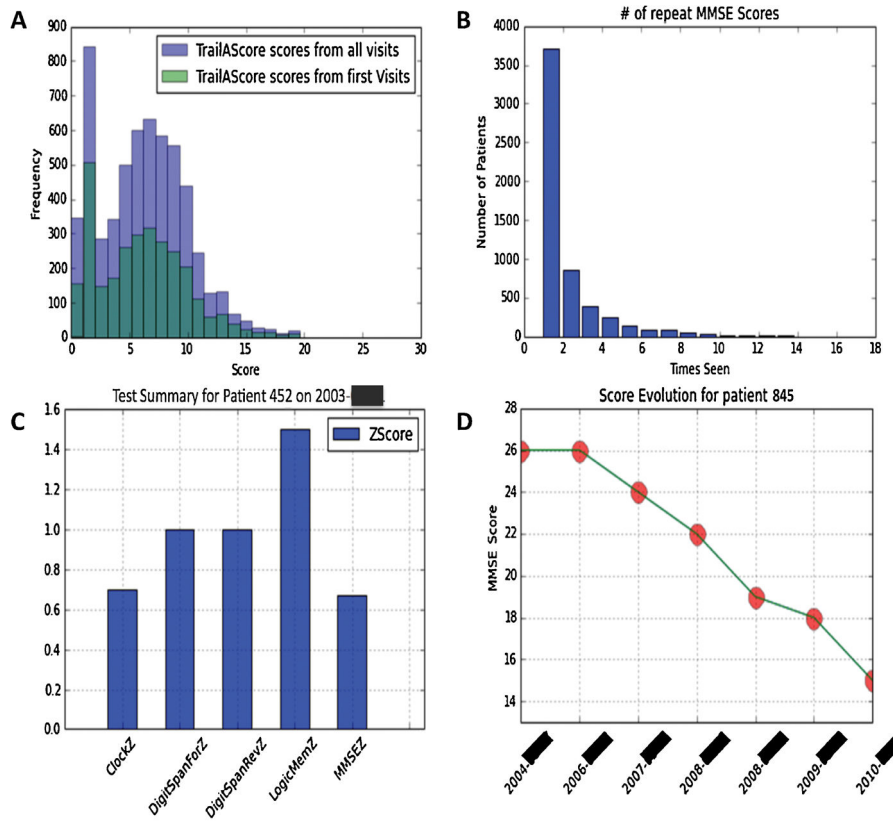 A
900
800
700
600
500
400
300
200
100
0
Frequency
TrailAScore scores from all visits
TrailAScore scores from first Visits
0 5 10 15 20 25 30
Score
B
# of repeat MMSE Scores
4000
3500
3000
2500
2000
1500
1000
500
0
Number of Patients
0 2 4 6 8 10 12 14 16 18
Times Seen
C
Test Summary for Patient 452 on 2003-
1.6
1.4
1.2
1.0
0.8
0.6
0.4
0.2
0.0
ZScore
ClockZ
DigitSpanForZ
DigitSpanRevZ
LogicMemZ
MMSEZ
D
Score Evolution for patient 845
28
26
24
22
20
18
16
14
MMSE Score
2004-
2006-
2007-
2008-
2008-
2009-
2010-